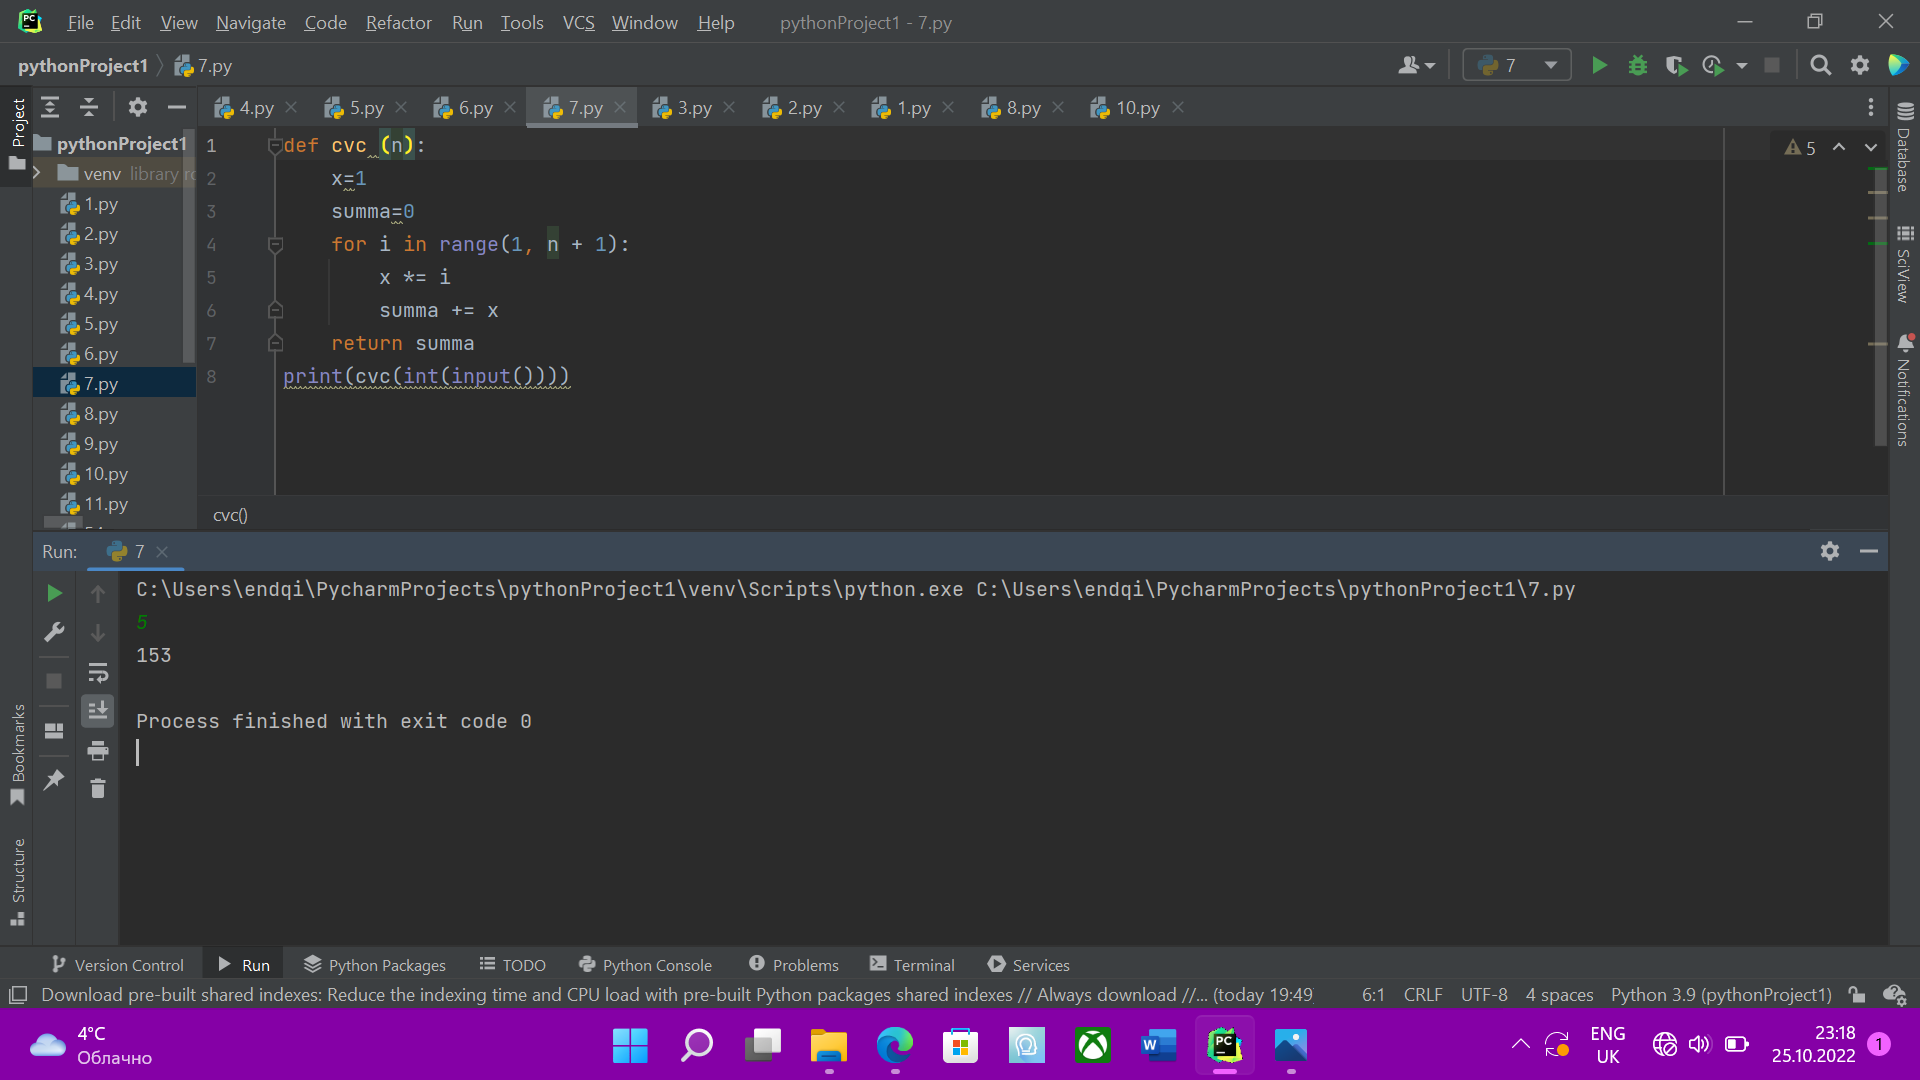 PC File Edit View Navigate Code Refactor Run Tools VCS Window Help pythonProject1 - 7.py
pythonProject1 7.py 7
4.py 5.py 6.py 7.py 3.py 2.py 1.py 8.py 10.py
Project
pythonProject1
venv library ro
1.py
2.py
3.py
4.py
5.py
6.py
7.py
8.py
9.py
10.py
11.py
1 def cvc (n):
2 x=1
3 summa=0
4 for i in range(1, n + 1):
5 x *= i
6 summa += x
7 return summa
8 print(cvc(int(input())))
5
cvc()
Database
SciView
Notifications
Run: 7
C:\Users\endqi\PycharmProjects\pythonProject1\venv\Scripts\python.exe C:\Users\endqi\PycharmProjects\pythonProject1\7.py
5
153
Process finished with exit code 0
Bookmarks
Structure
Version Control Run Python Packages TODO Python Console Problems Terminal Services
Download pre-built shared indexes: Reduce the indexing time and CPU load with pre-built Python packages shared indexes // Always download //... (today 19:49 6:1 CRLF UTF-8 4 spaces Python 3.9 (pythonProject1)
4°C
Облачно
W
PC
ENG
UK
23:18
25.10.2022
1